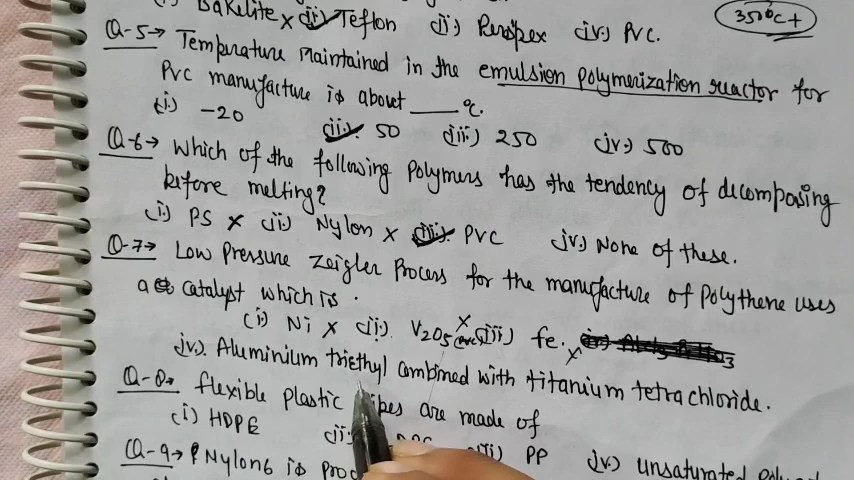 (i) Bakelite x (ii) Teflon (ii) Perspex (iv) PVC.
350°C+
Q-5→ Temperature Maintained in the emulsion polymerization reactor for
PVC manufacture is about ___ °C.
(i) -20 (ii) 50 (iii) 250 (iv) 500
Q-6→ Which of the following Polymers has the tendency of decomposing
before melting?
(i) PS x (ii) Nylon x (iii) PVC (iv) None of these.
Q-7→ Low Pressure Zeigler Process for the manufacture of Polythene uses
a catalyst which is.
(i) Ni x (ii) V2O5 x (iii) fe. x
(iv) Aluminium triethyl combined with titanium tetrachloride.
Q-8→ flexible plastic are made of
(i) HDPE (ii) (iii) PP (iv) Unsaturated
Q-9→ Nylon6 is